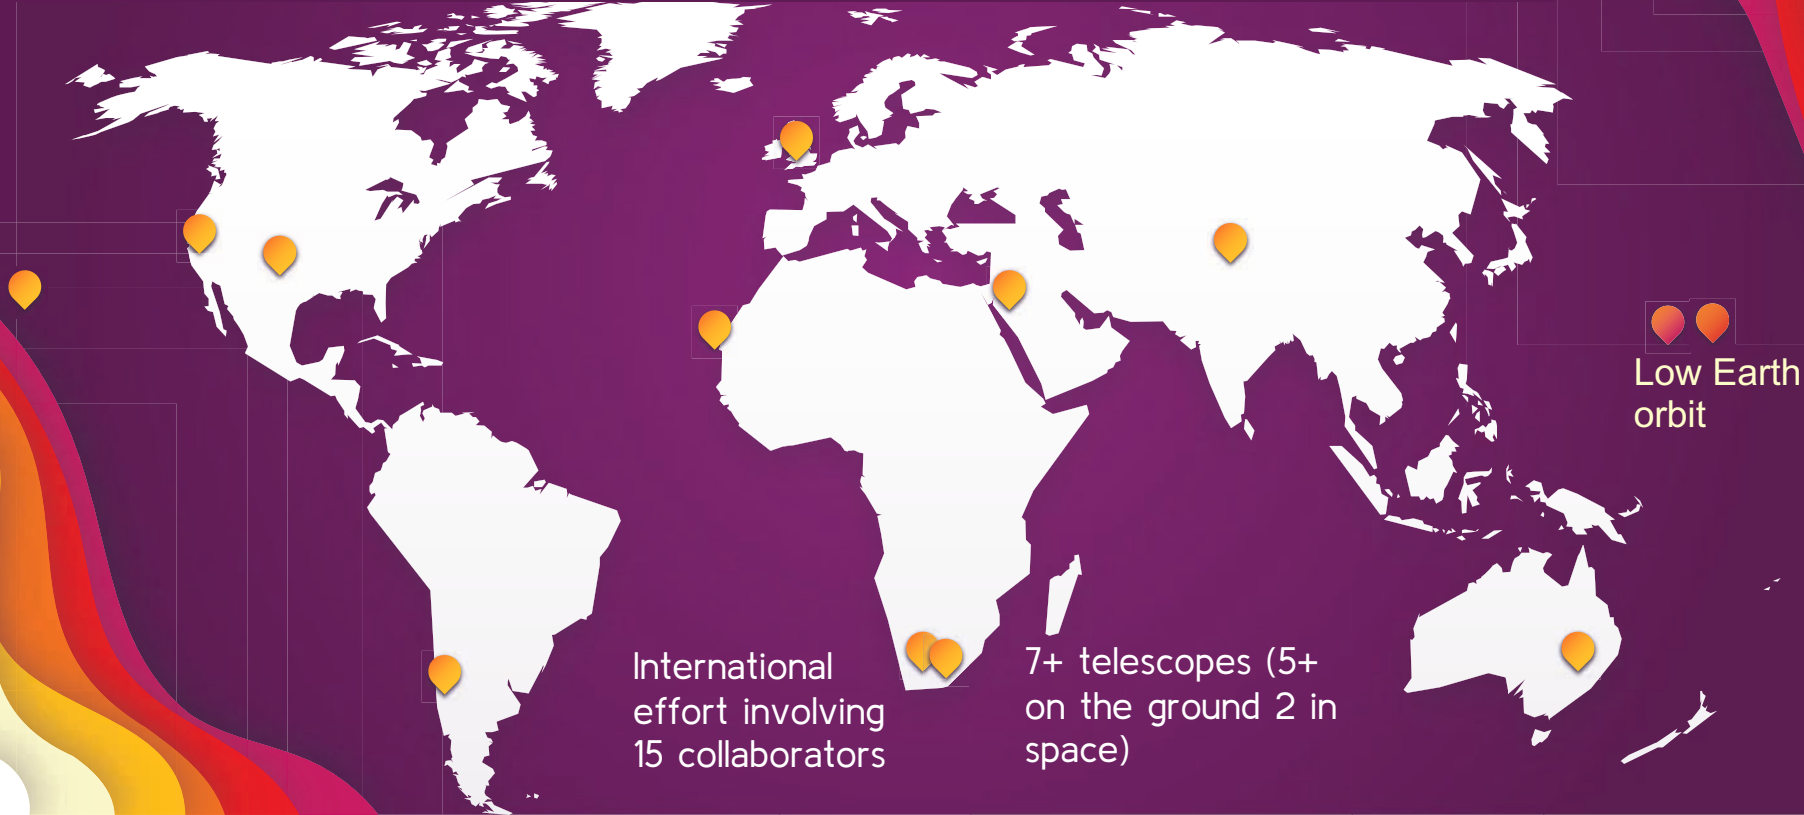 Low Earth
orbit
International
effort involving
15 collaborators
7+ telescopes (5+
on the ground 2 in
space)